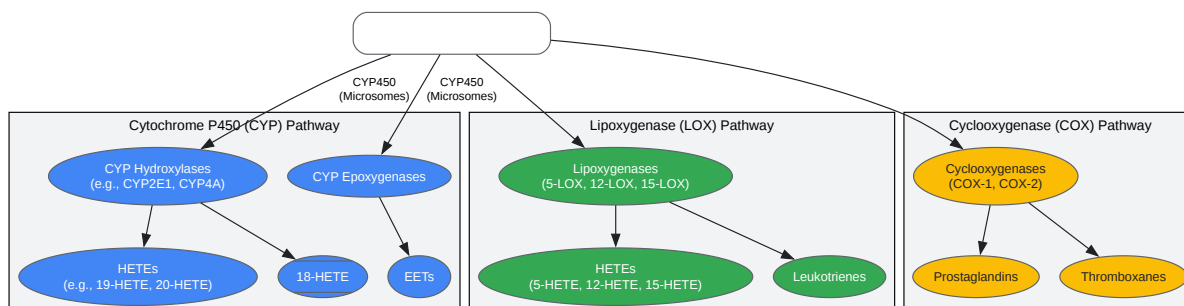 CYP450
(Microsomes)
CYP450
(Microsomes)
Cytochrome P450 (CYP) Pathway
Lipoxygenase (LOX) Pathway
Cyclooxygenase (COX) Pathway
CYP Hydroxylases
(e.g., CYP2E1, CYP4A)
CYP Epoxygenases
Lipoxygenases
(5-LOX, 12-LOX, 15-LOX)
Cyclooxygenases
(COX-1, COX-2)
HETEs
(e.g., 19-HETE, 20-HETE)
18-HETE
EETs
HETEs
(5-HETE, 12-HETE, 15-HETE)
Leukotrienes
Prostaglandins
Thromboxanes